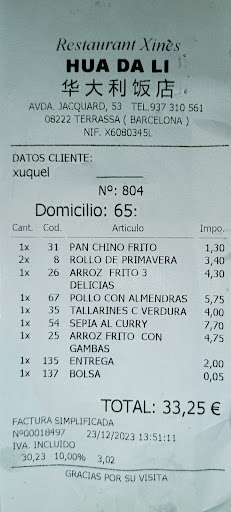 Restaurant Xinès
HUA DA LI
华大利饭店
AVDA. JACQUARD, 53 TEL.937 310 561
08222 TERRASSA ( BARCELONA )
NIF. X6080345L
DATOS CLIENTE:
xuquel
Nº: 804
Domicilio: 65:
Cant. Cod. Articulo Impo.
1x 31 PAN CHINO FRITO 1,30
2x 8 ROLLO DE PRIMAVERA 3,40
1x 26 ARROZ FRITO 3 4,30
DELICIAS
1x 67 POLLO CON ALMENDRAS 5,75
1x 35 TALLARINES C VERDURA 4,00
1x 54 SEPIA AL CURRY 7,70
1x 25 ARROZ FRITO CON 4,75
GAMBAS
1x 135 ENTREGA 2,00
1x 137 BOLSA 0,05
TOTAL: 33,25 €
FACTURA SIMPLIFICADA
Nº00018497 23/12/2023 13:51:11
IVA. INCLUIDO
30,23 10,00% 3,02
GRACIAS POR SU VISITA